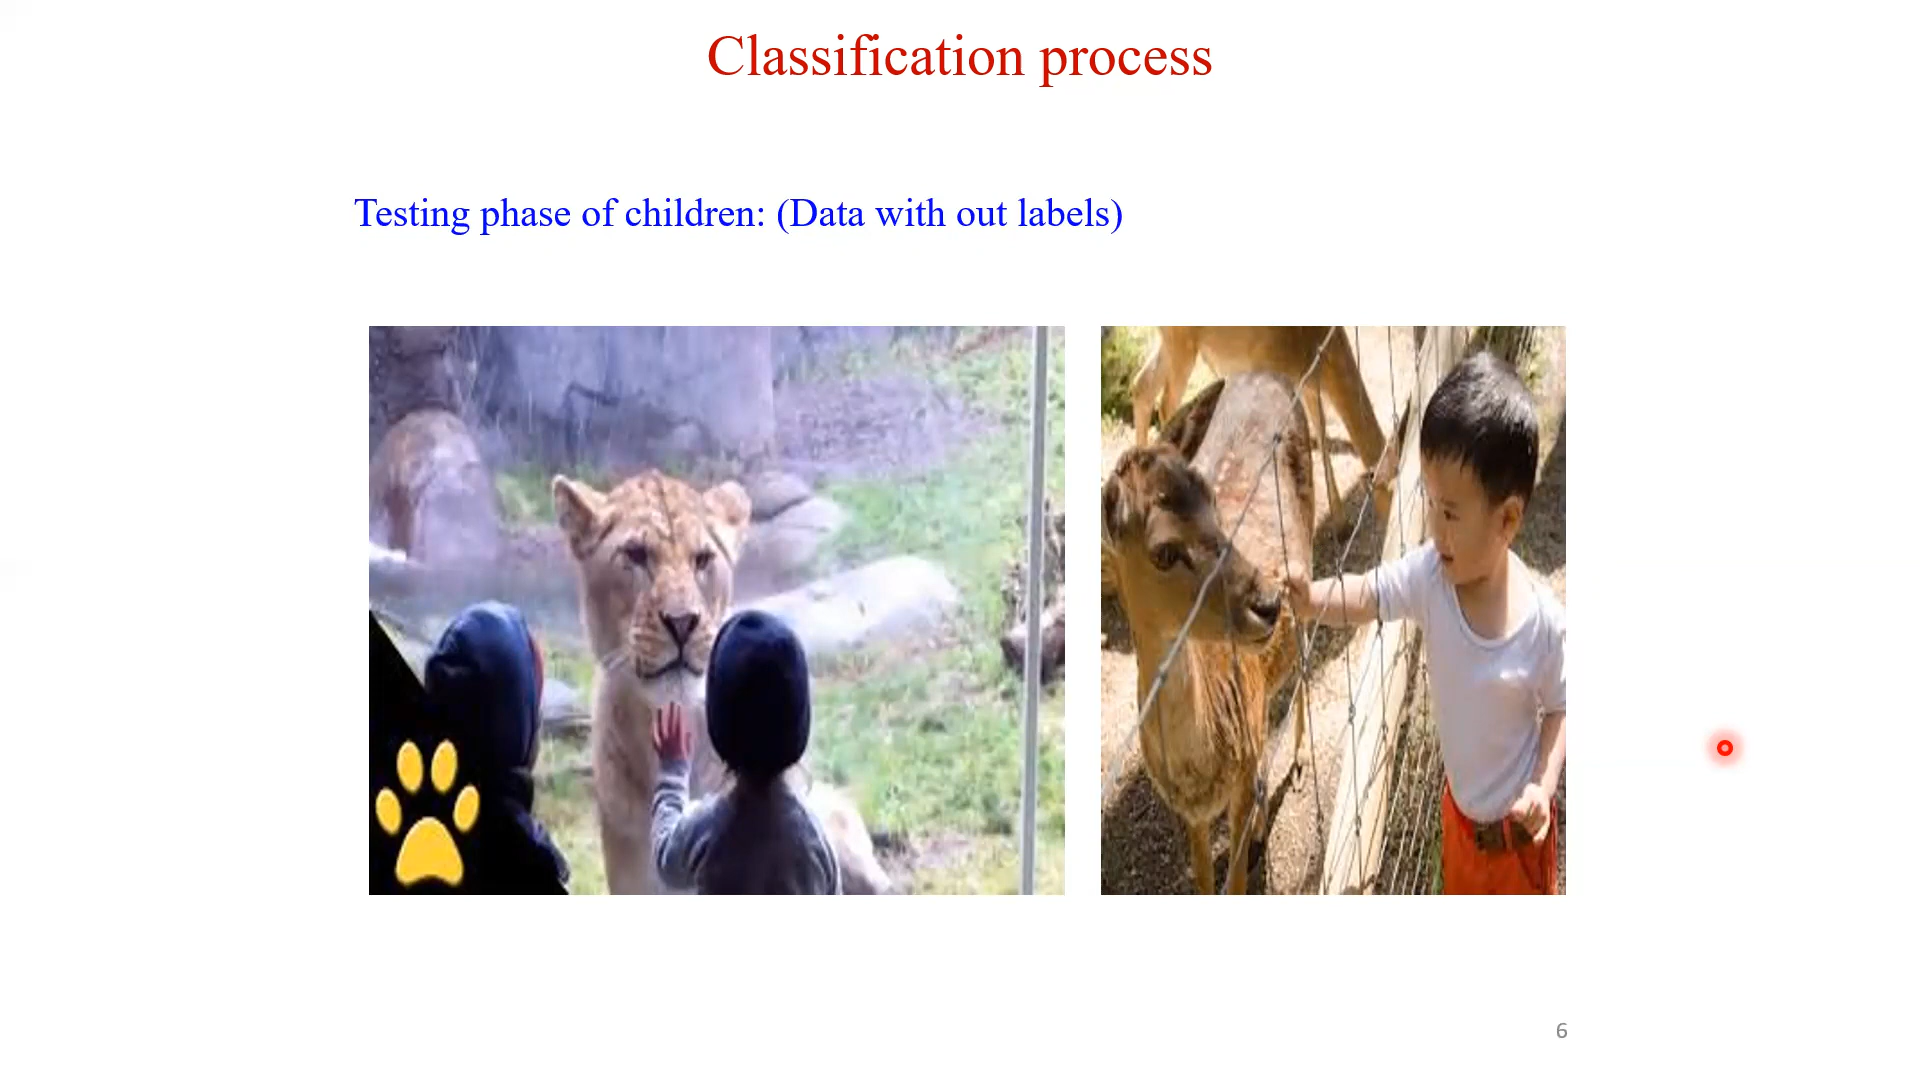 Classification process
Testing phase of children: (Data with out labels)
6